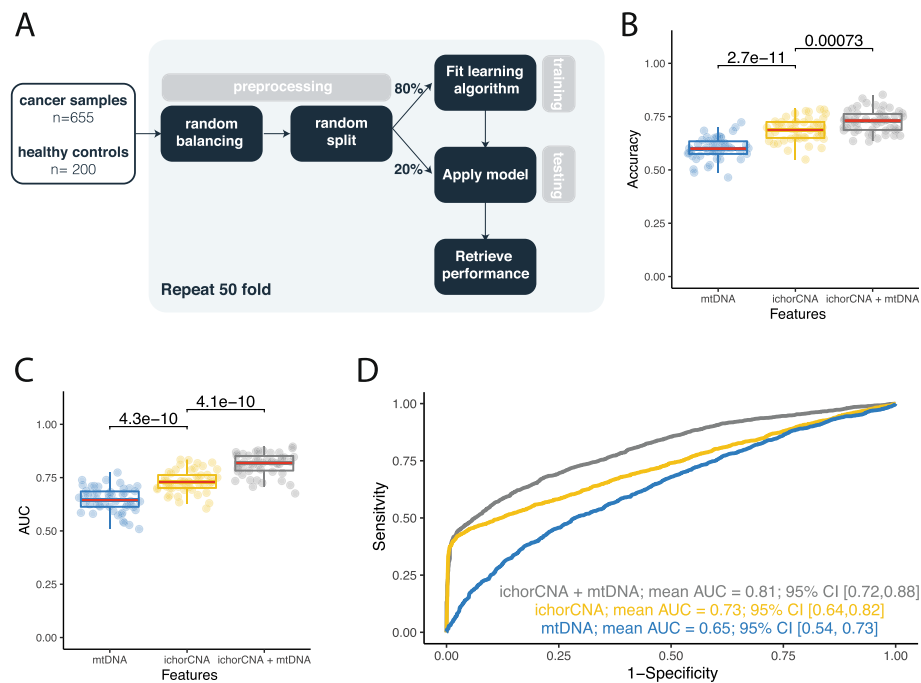 A
cancer samples
n=655
healthy controls
n= 200
preprocessing
random
balancing
random
split
80%
20%
Fit learning
algorithm
training
Apply model
testing
Retrieve
performance
Repeat 50 fold
B
2.7e−11
0.00073
1.00
0.75
0.50
0.25
0.00
Accuracy
mtDNA
ichorCNA
ichorCNA + mtDNA
Features
C
4.3e−10
4.1e−10
1.00
0.75
0.50
0.25
0.00
AUC
mtDNA
ichorCNA
ichorCNA + mtDNA
Features
D
1.00
0.75
0.50
0.25
0.00
Sensitvity
ichorCNA + mtDNA; mean AUC = 0.81; 95% CI [0.72,0.88]
ichorCNA; mean AUC = 0.73; 95% CI [0.64,0.82]
mtDNA; mean AUC = 0.65; 95% CI [0.54, 0.73]
0.00
0.25
0.50
0.75
1.00
1−Specificity